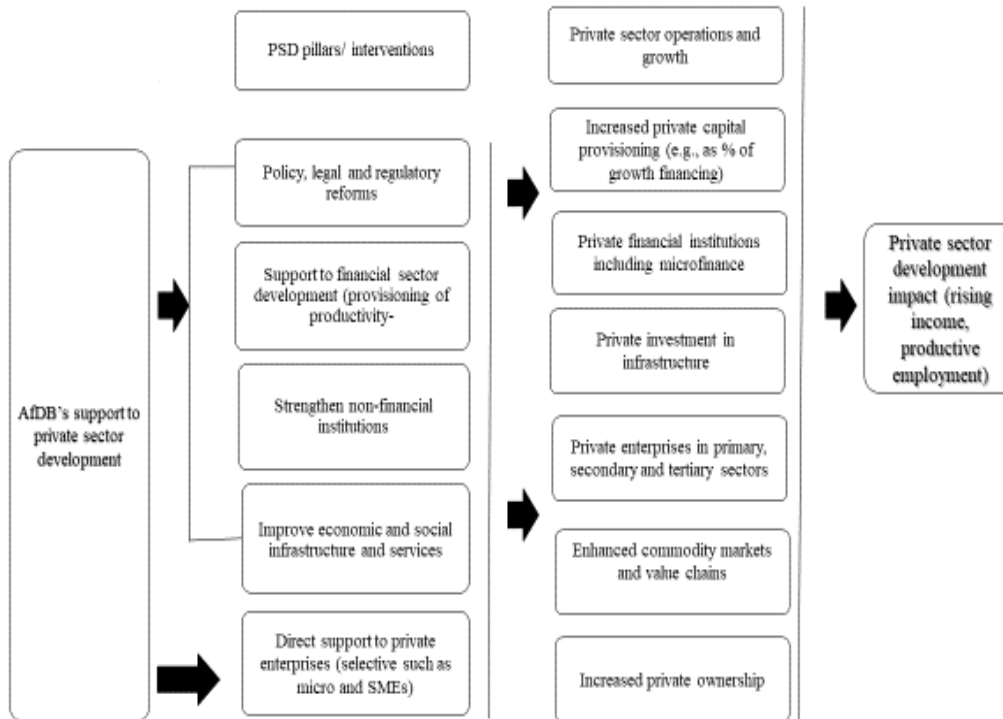 PSD pillars/ interventions
Private sector operations and
growth
AfDB's support to
private sector
development
Policy, legal and regulatory
reforms
Support to financial sector
development (provisioning of
productivity-
Strengthen non-financial
institutions
Improve economic and social
infrastructure and services
Direct support to private
enterprises (selective such as
micro and SMEs)
Increased private capital
provisioning (e.g., as % of
growth financing)
Private financial institutions
including microfinance
Private investment in
infrastructure
Private enterprises in primary,
secondary and tertiary sectors
Enhanced commodity markets
and value chains
Increased private ownership
Private sector
development
impact (rising
income,
productive
employment)